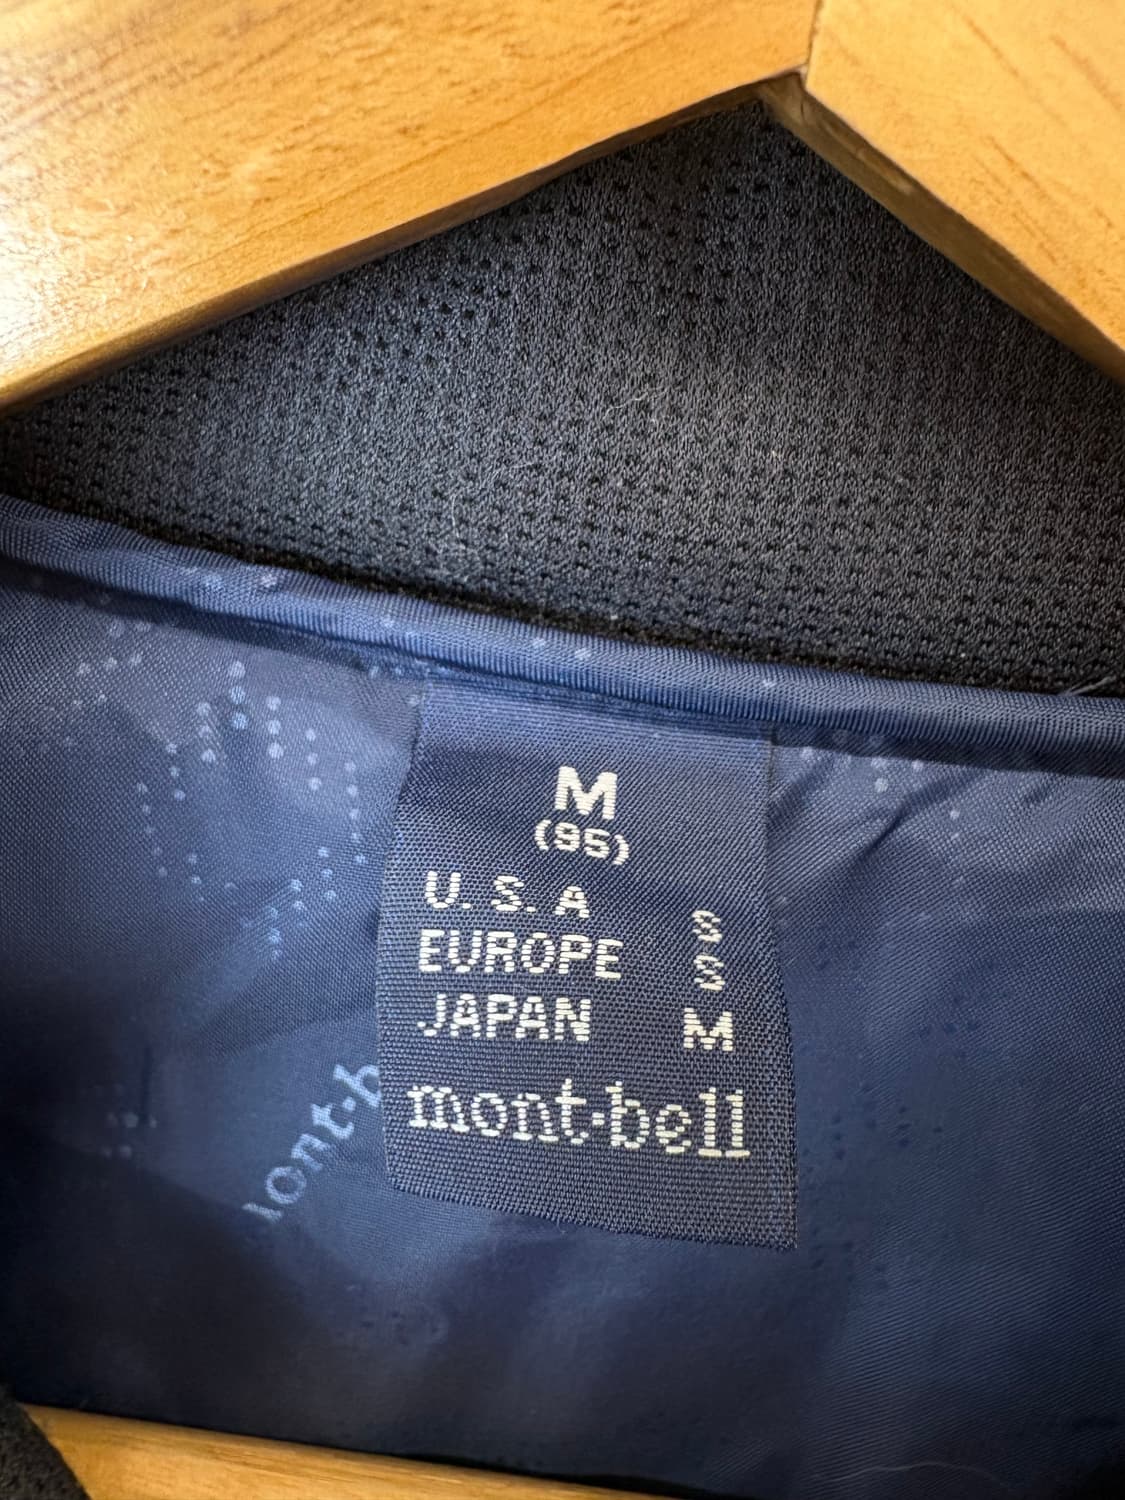 M
(95)
U.S.A S
EUROPE S
JAPAN M
mont·bell